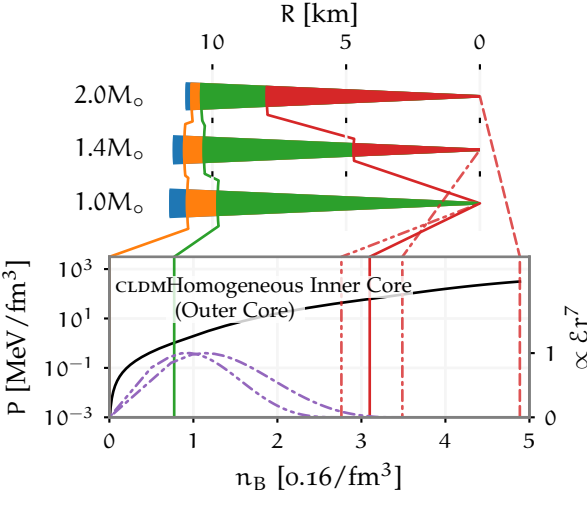 R [km]
10 5 0
2.0M○
1.4M○
1.0M○
10³
10¹
10⁻¹
10⁻³
P [MeV/fm³]
CLDM Homogeneous Inner Core
(Outer Core)
1
0
∝ εr⁷
0 1 2 3 4 5
n_B [0.16/fm³]